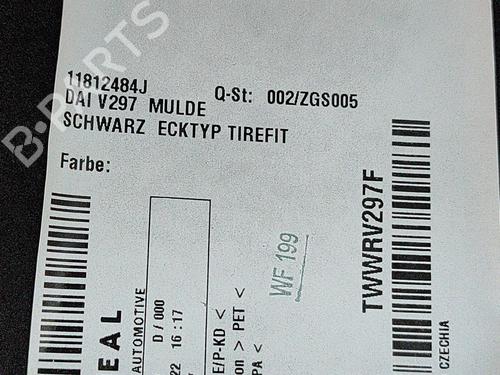 11812484J
Q-St: 002/ZGS005
DAI V297 MULDE
SCHWARZ ECKTYP TIREFIT
Farbe:
B-PARTS
TWWRV297F
CZECHIA
WF 199
EAL
AUTOMOTIVE
D / 000
22 16:17
E/P-KD <
on > PET <
PA <